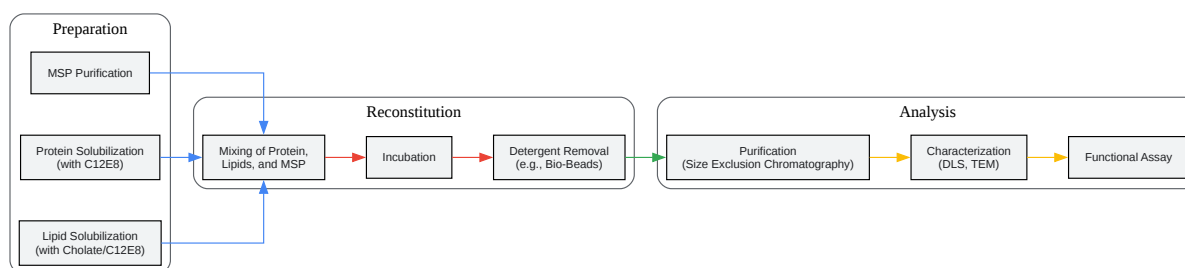 Preparation
MSP Purification
Protein Solubilization
(with C12E8)
Lipid Solubilization
(with Cholate/C12E8)
Reconstitution
Mixing of Protein,
Lipids, and MSP
Incubation
Detergent Removal
(e.g., Bio-Beads)
Analysis
Purification
(Size Exclusion Chromatography)
Characterization
(DLS, TEM)
Functional Assay